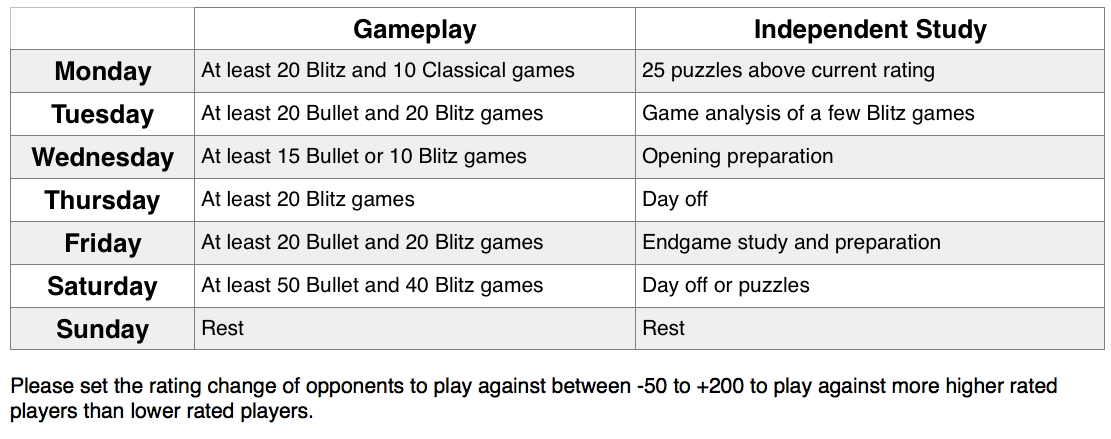 Gameplay Independent Study
Monday At least 20 Blitz and 10 Classical games 25 puzzles above current rating
Tuesday At least 20 Bullet and 20 Blitz games Game analysis of a few Blitz games
Wednesday At least 15 Bullet or 10 Blitz games Opening preparation
Thursday At least 20 Blitz games Day off
Friday At least 20 Bullet and 20 Blitz games Endgame study and preparation
Saturday At least 50 Bullet and 40 Blitz games Day off or puzzles
Sunday Rest Rest
Please set the rating change of opponents to play against between -50 to +200 to play against more higher rated
players than lower rated players.